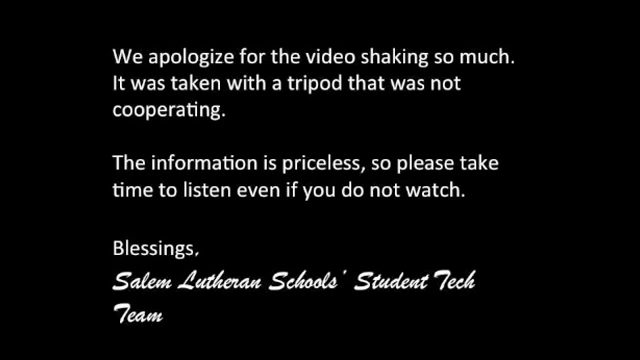 We apologize for the video shaking so much.
It was taken with a tripod that was not
cooperating.
The information is priceless, so please take
time to listen even if you do not watch.
Blessings,
Salem Lutheran Schools' Student Tech
Team